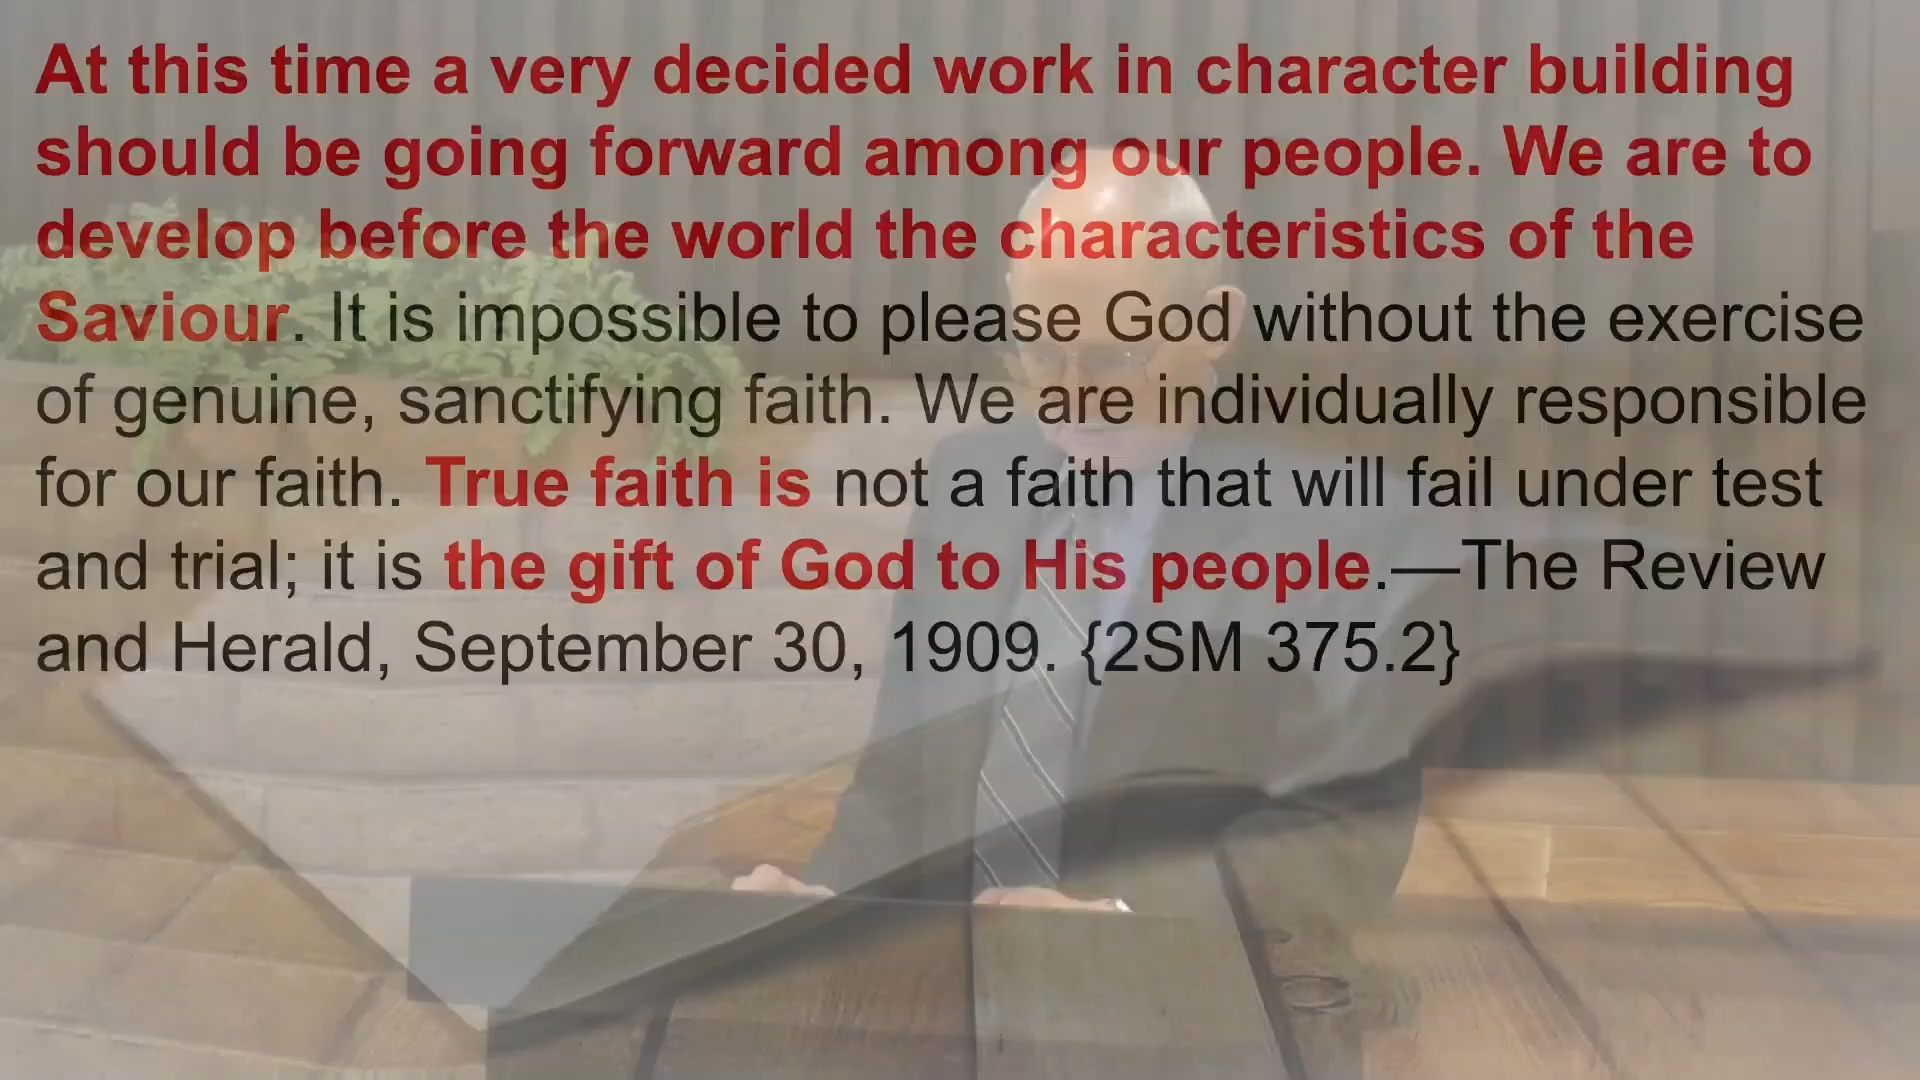 At this time a very decided work in character building
should be going forward among our people. We are to
develop before the world the characteristics of the
Saviour. It is impossible to please God without the exercise
of genuine, sanctifying faith. We are individually responsible
for our faith. True faith is not a faith that will fail under test
and trial; it is the gift of God to His people.—The Review
and Herald, September 30, 1909. {2SM 375.2}